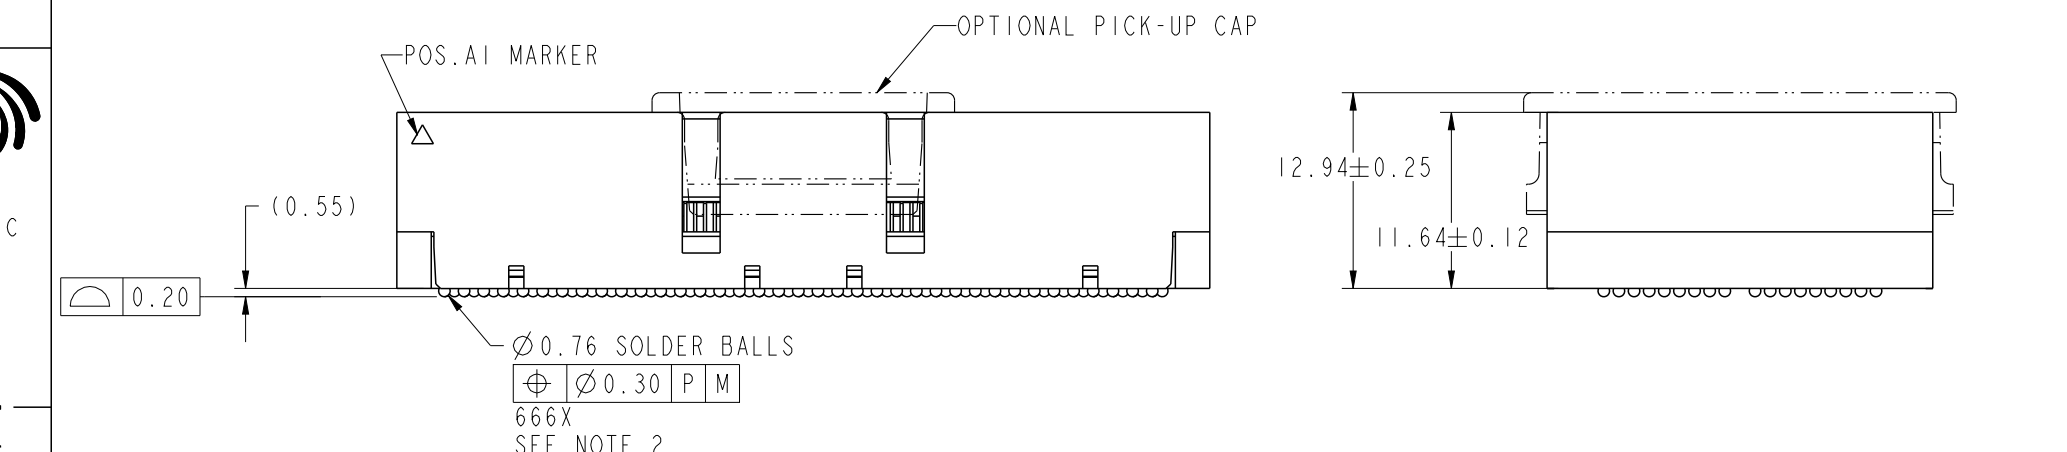 OPTIONAL PICK-UP CAP
POS.A1 MARKER
12.94±0.25
(0.55)
C
11.64±0.12
0.20
Ø0.76 SOLDER BALLS
Ø0.30 P M
666X
SEE NOTE 2